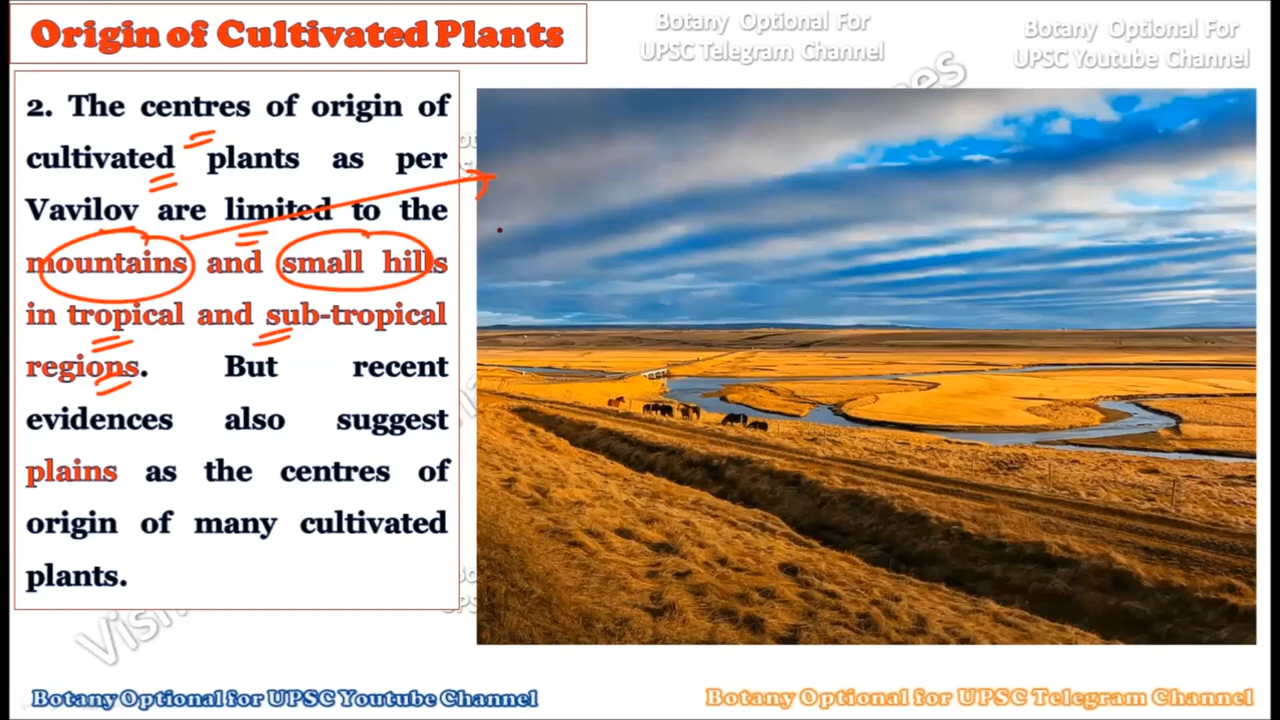 Origin of Cultivated Plants
Botany Optional For
UPSC Telegram Channel
Botany Optional For
UPSC Youtube Channel
2. The centres of origin of
cultivated plants as per
Vavilov are limited to the
mountains and small hills
in tropical and sub-tropical
regions. But recent
evidences also suggest
plains as the centres of
origin of many cultivated
plants.
Botany Optional for UPSC Youtube Channel
Botany Optional for UPSC Telegram Channel